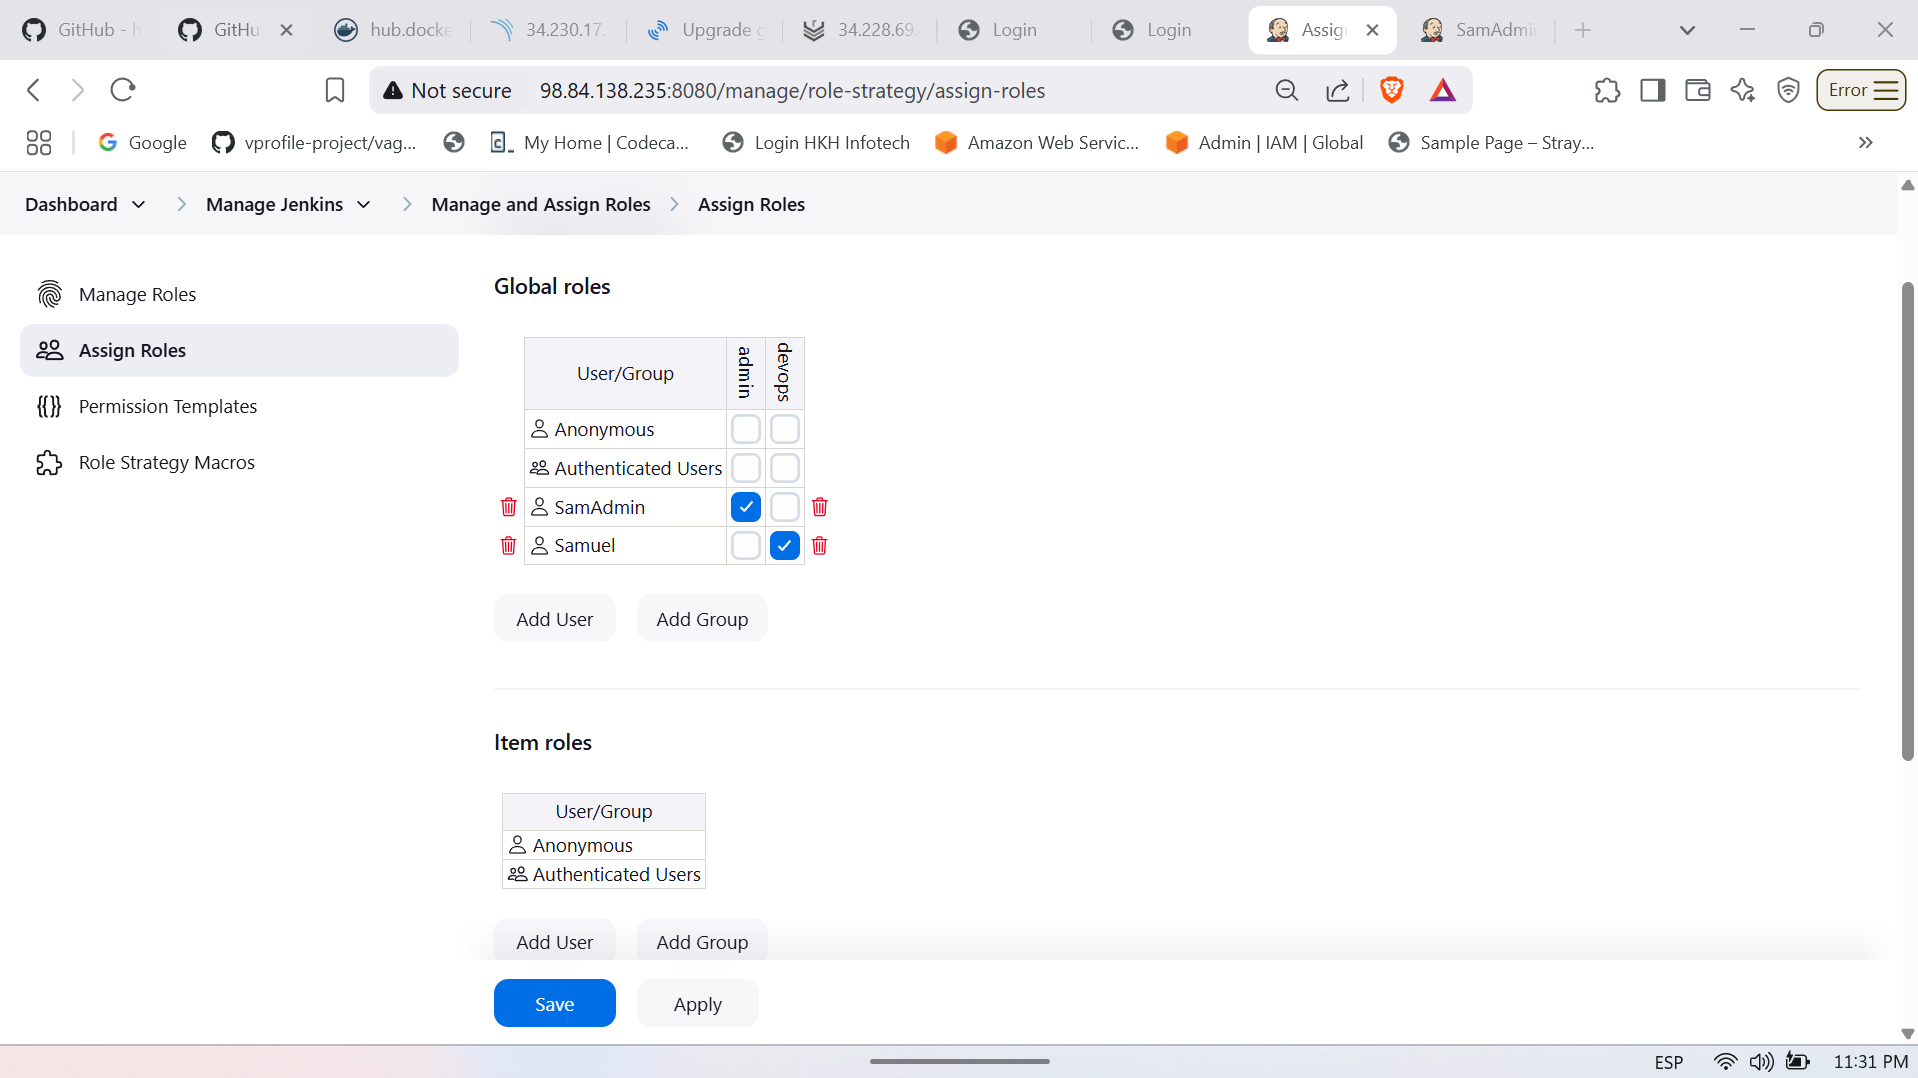 GitHub - h
GitHu
hub.docke
34.230.17.
Upgrade g
34.228.69.
Login
Login
Assig
SamAdmi
Not secure
98.84.138.235:8080/manage/role-strategy/assign-roles
Error
Google
vprofile-project/vag...
My Home | Codeca...
Login HKH Infotech
Amazon Web Servic...
Admin | IAM | Global
Sample Page – Stray...
Dashboard
Manage Jenkins
Manage and Assign Roles
Assign Roles
Manage Roles
Assign Roles
Permission Templates
Role Strategy Macros
Global roles
User/Group
admin
devops
Anonymous
Authenticated Users
SamAdmin
Samuel
Add User
Add Group
Item roles
User/Group
Anonymous
Authenticated Users
Add User
Add Group
Save
Apply
ESP
11:31 PM